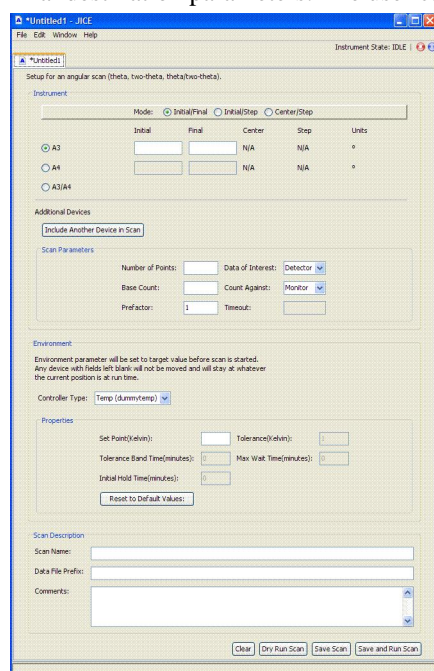 *Untitled1 - JICE
File Edit Window Help
Instrument State: IDLE |
*Untitled1
Setup for an angular scan (theta, two-theta, theta/two-theta).
Instrument
Mode: Initial/Final Initial/Step Center/Step
Initial Final Center Step Units
A3 N/A N/A °
A4 N/A N/A °
A3/A4
Additional Devices
Include Another Device in Scan
Scan Parameters
Number of Points: Data of Interest: Detector
Base Count: Count Against: Monitor
Prefactor: 1 Timeout:
Environment
Environment parameter will be set to target value before scan is started.
Any device with fields left blank will not be moved and will stay at whatever
the current position is at run time.
Controller Type: Temp (dummytemp)
Properties
Set Point(Kelvin): Tolerance(Kelvin): 1
Tolerance Band Time(minutes): 0 Max Wait Time(minutes): 0
Initial Hold Time(minutes): 0
Reset to Default Values:
Scan Description
Scan Name:
Data File Prefix:
Comments:
Clear Dry Run Scan Save Scan Save and Run Scan